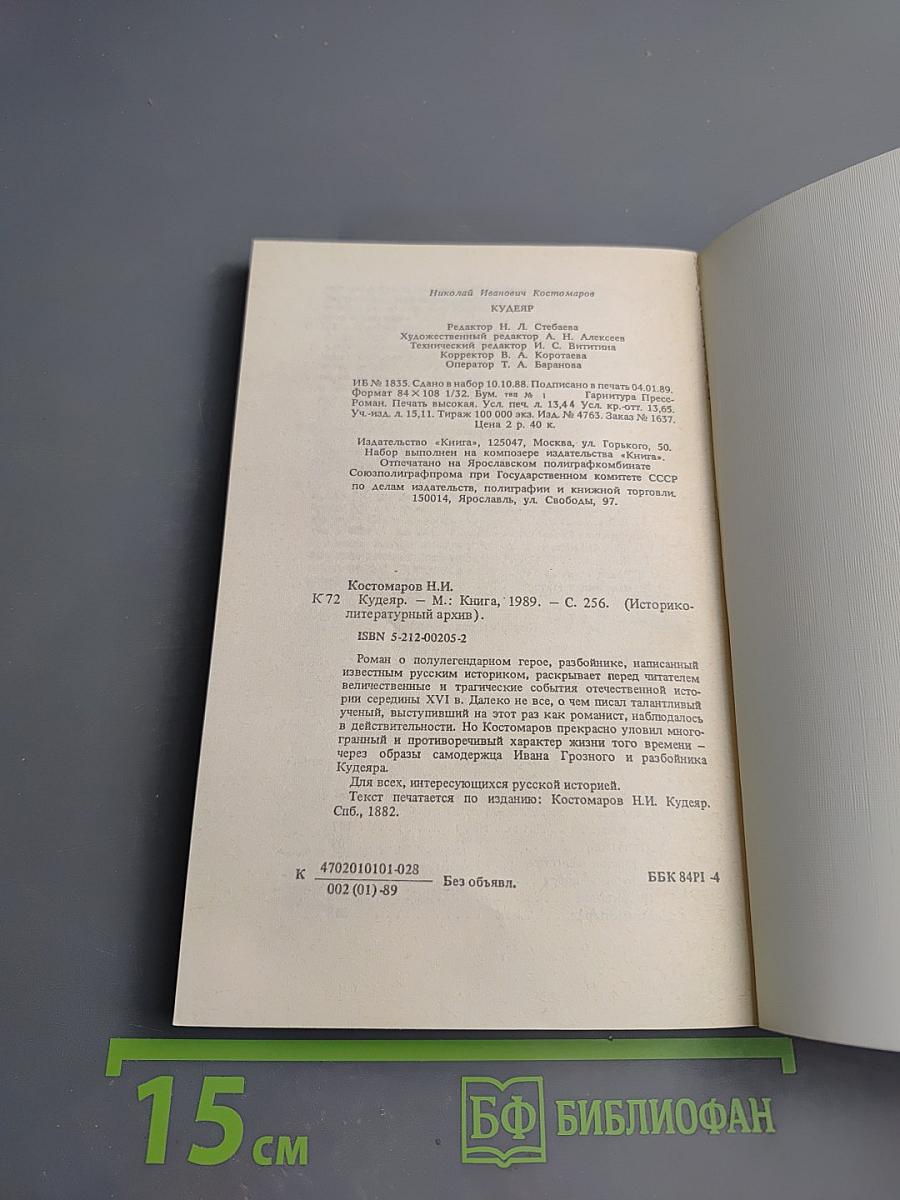 Николай Иванович Костомаров
КУДЕЯР
Редактор Н. Л. Стебаева
Художественный редактор А. Н. Алексеев
Технический редактор И. С. Вититина
Корректор В. А. Коротаева
Оператор Т. А. Баранова
ИБ № 1835. Сдано в набор 10.10.88. Подписано в печать 04.01.89.
Формат 84 × 108 1/32. Бум. тип № 1 Гарнитура Пресс-
Роман. Печать высокая. Усл. печ. л. 13,44 Усл. кр.-отт. 13,65.
Уч.-изд. л. 15,11. Тираж 100 000 экз. Изд. № 4763. Заказ № 1637.
Цена 2 р. 40 к.
Издательство «Книга», 125047, Москва, ул. Горького, 50.
Набор выполнен на композере издательства «Книга».
Отпечатано на Ярославском полиграфкомбинате
Союзполиграфпрома при Государственном комитете СССР
по делам издательств, полиграфии и книжной торговли.
150014, Ярославль, ул. Свободы, 97.
Костомаров Н.И.
К 72 Кудеяр. — М.: Книга, 1989. — С. 256. (Историко-
литературный архив).
ISBN 5-212-00205-2
Роман о полулегендарном герое, разбойнике, написанный
известным русским историком, раскрывает перед читателем
величественные и трагические события отечественной исто-
рии середины XVI в. Далеко не все, о чем писал талантливый
ученый, выступивший на этот раз как романист, наблюдалось
в действительности. Но Костомаров прекрасно уловил много-
гранный и противоречивый характер жизни того времени —
через образы самодержца Ивана Грозного и разбойника
Кудеяра.
Для всех, интересующихся русской историей.
Текст печатается по изданию: Костомаров Н.И. Кудеяр.
Спб., 1882.
К 4702010101-028
002 (01)-89 Без объявл. ББК 84Р1-4
15 см БФ БИБЛИОФАН